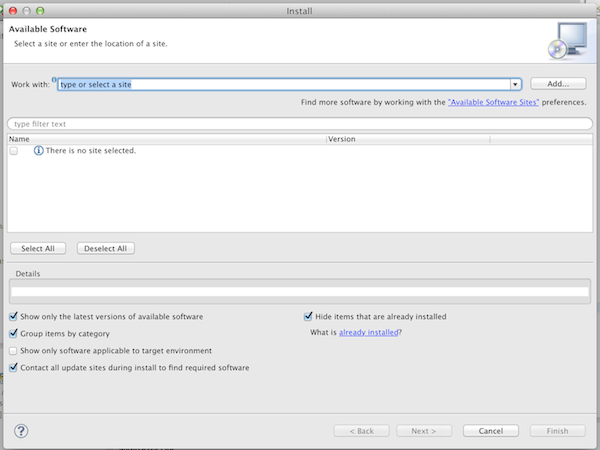 Install
Available Software
Select a site or enter the location of a site.
Work with: type or select a site Add...
Find more software by working with the "Available Software Sites" preferences.
type filter text
Name Version
There is no site selected.
Select All Deselect All
Details
Show only the latest versions of available software Hide items that are already installed
Group items by category What is already installed?
Show only software applicable to target environment
Contact all update sites during install to find required software
? < Back Next > Cancel Finish